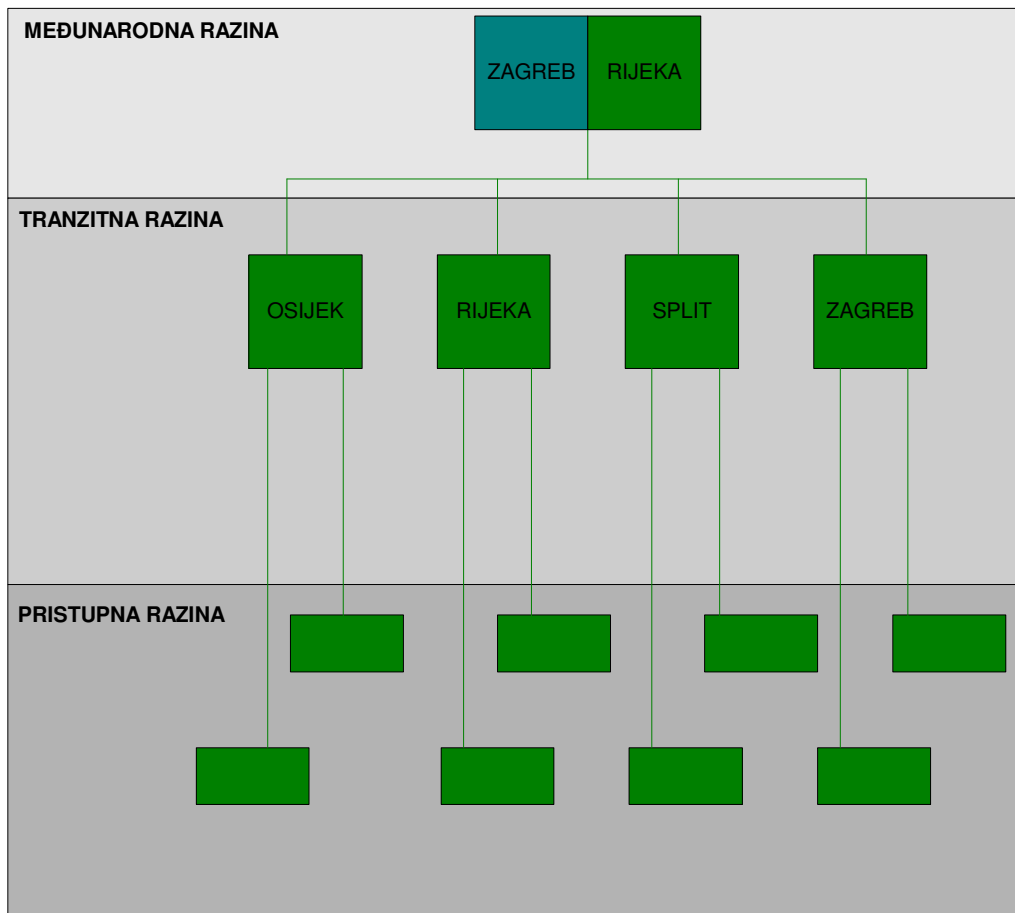 MEĐUNARODNA RAZINA
ZAGREB RIJEKA
TRANZITNA RAZINA
OSIJEK RIJEKA SPLIT ZAGREB
PRISTUPNA RAZINA